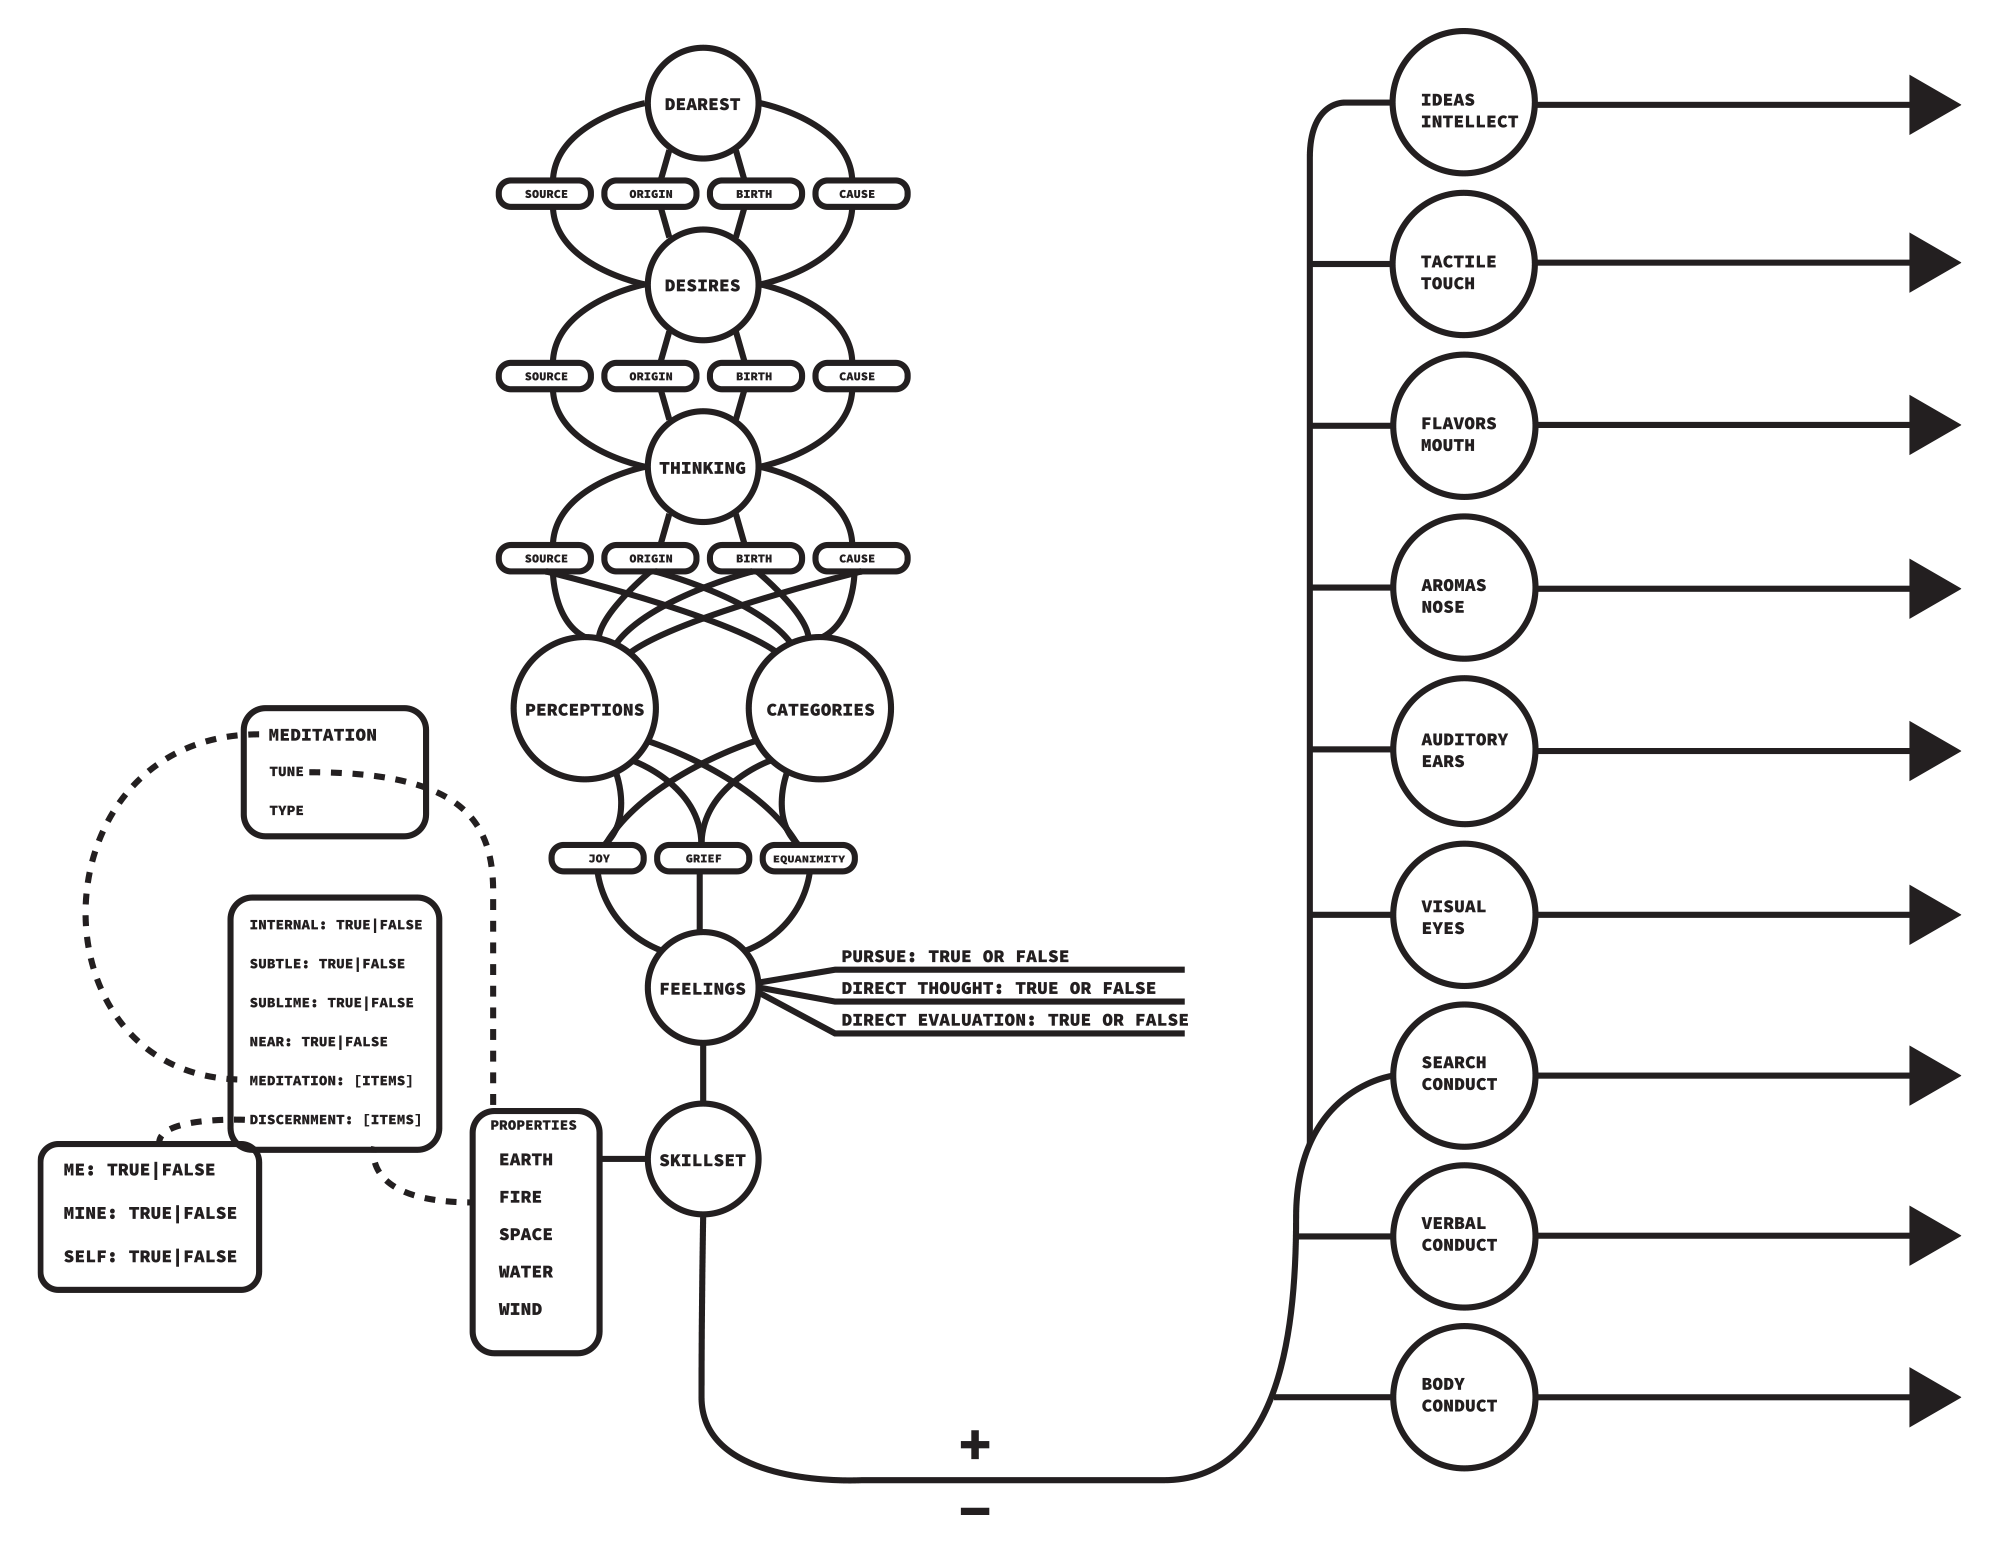 DEAREST
SOURCE
ORIGIN
BIRTH
CAUSE
DESIRES
SOURCE
ORIGIN
BIRTH
CAUSE
THINKING
SOURCE
ORIGIN
BIRTH
CAUSE
PERCEPTIONS
CATEGORIES
JOY
GRIEF
EQUANIMITY
FEELINGS
PURSUE: TRUE OR FALSE
DIRECT THOUGHT: TRUE OR FALSE
DIRECT EVALUATION: TRUE OR FALSE
SKILLSET
MEDITATION
TUNE
TYPE
INTERNAL: TRUE|FALSE
SUBTLE: TRUE|FALSE
SUBLIME: TRUE|FALSE
NEAR: TRUE|FALSE
MEDITATION: [ITEMS]
DISCERNMENT: [ITEMS]
ME: TRUE|FALSE
MINE: TRUE|FALSE
SELF: TRUE|FALSE
PROPERTIES
EARTH
FIRE
SPACE
WATER
WIND
+
−
IDEAS
INTELLECT
TACTILE
TOUCH
FLAVORS
MOUTH
AROMAS
NOSE
AUDITORY
EARS
VISUAL
EYES
SEARCH
CONDUCT
VERBAL
CONDUCT
BODY
CONDUCT